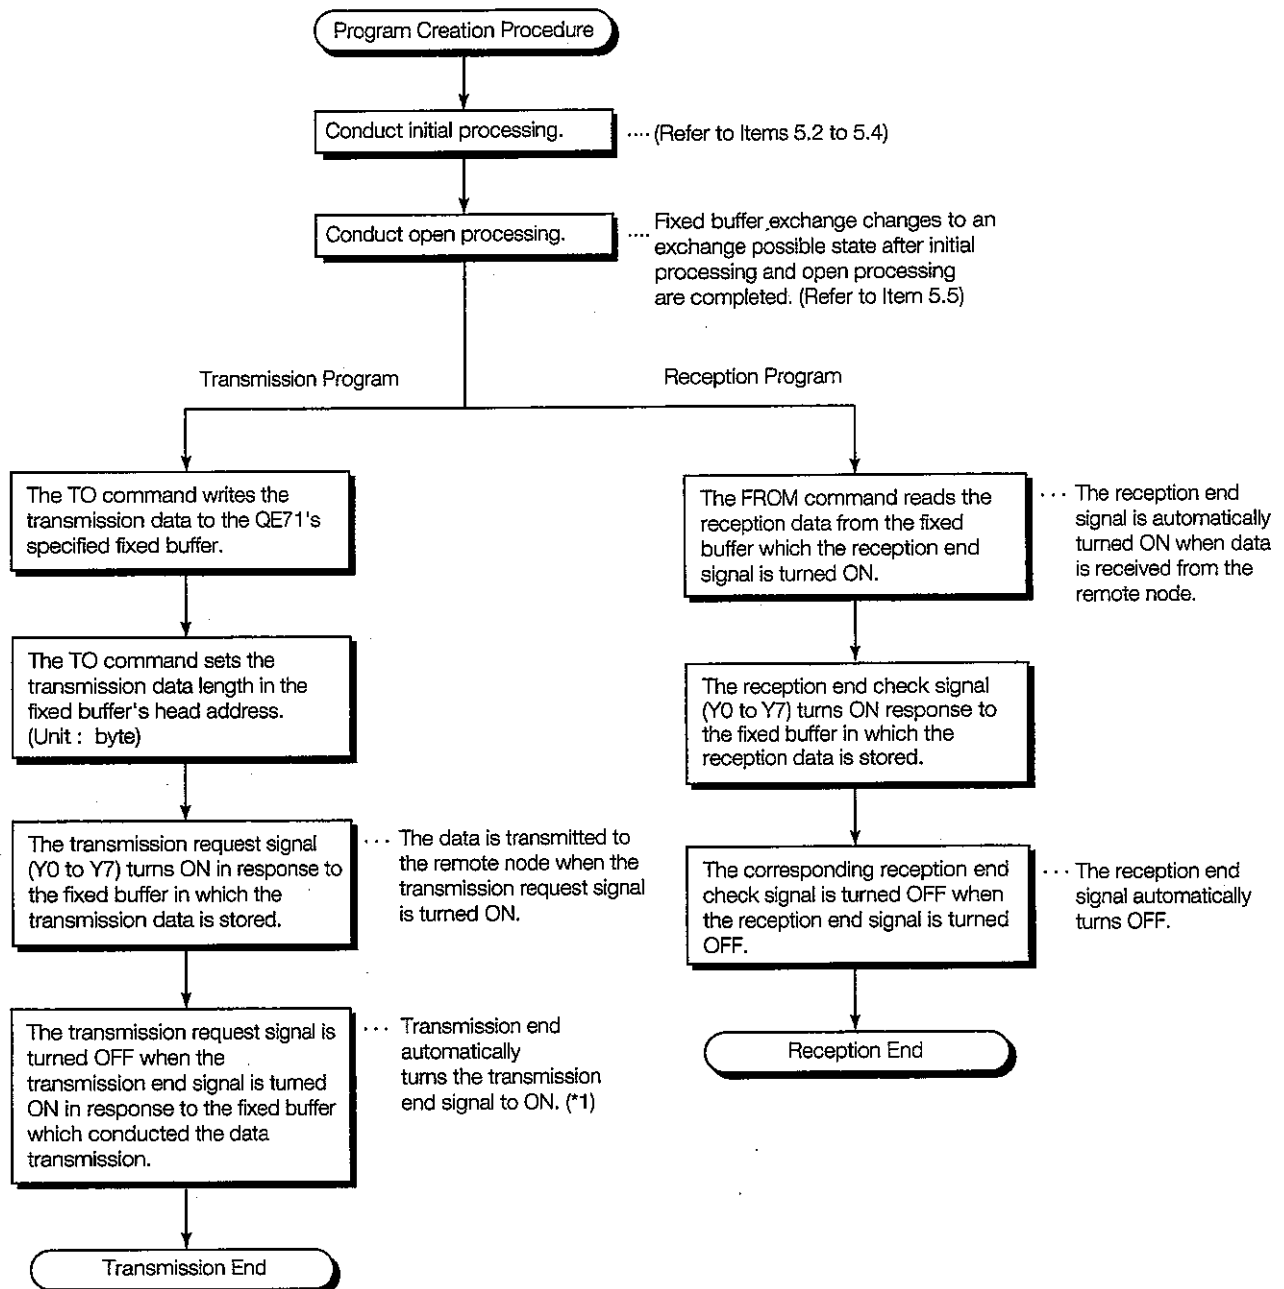 Program Creation Procedure
Conduct initial processing.
···· (Refer to Items 5.2 to 5.4)
Conduct open processing.
···· Fixed buffer exchange changes to an
exchange possible state after initial
processing and open processing
are completed. (Refer to Item 5.5)
Transmission Program
Reception Program
The TO command writes the
transmission data to the QE71's
specified fixed buffer.
The TO command sets the
transmission data length in the
fixed buffer's head address.
(Unit : byte)
The transmission request signal
(Y0 to Y7) turns ON in response to
the fixed buffer in which the
transmission data is stored.
··· The data is transmitted to
the remote node when the
transmission request signal
is turned ON.
The transmission request signal is
turned OFF when the
transmission end signal is turned
ON in response to the fixed buffer
which conducted the data
transmission.
··· Transmission end
automatically
turns the transmission
end signal to ON. (*1)
Transmission End
The FROM command reads the
reception data from the fixed
buffer which the reception end
signal is turned ON.
··· The reception end
signal is automatically
turned ON when data
is received from the
remote node.
The reception end check signal
(Y0 to Y7) turns ON response to
the fixed buffer in which the
reception data is stored.
The corresponding reception end
check signal is turned OFF when
the reception end signal is turned
OFF.
··· The reception end
signal automatically
turns OFF.
Reception End